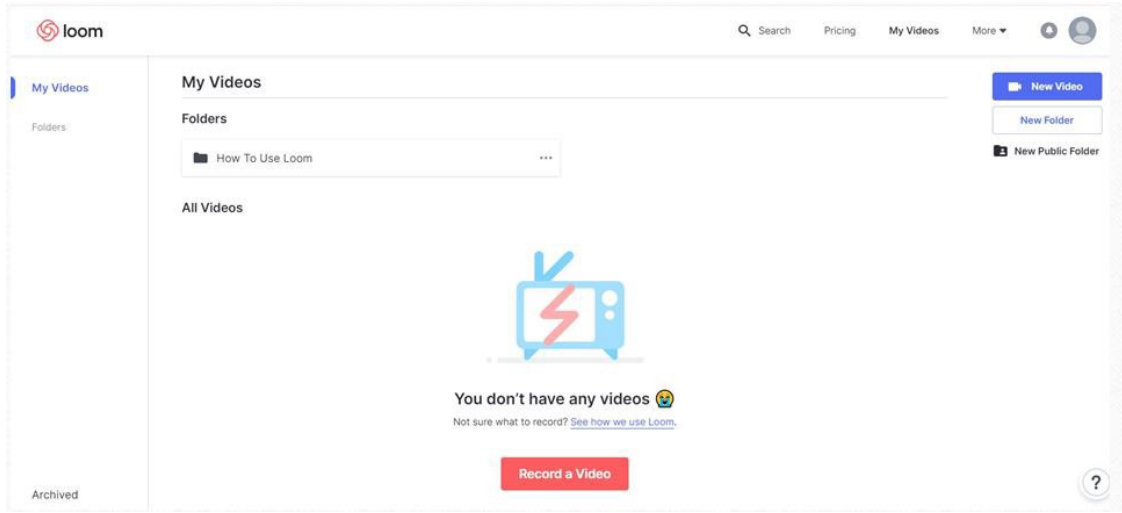 loom
Search
Pricing
My Videos
More
My Videos
Folders
Archived
My Videos
Folders
How To Use Loom
All Videos
You don't have any videos 😭
Not sure what to record? See how we use Loom.
Record a Video
New Video
New Folder
New Public Folder
?